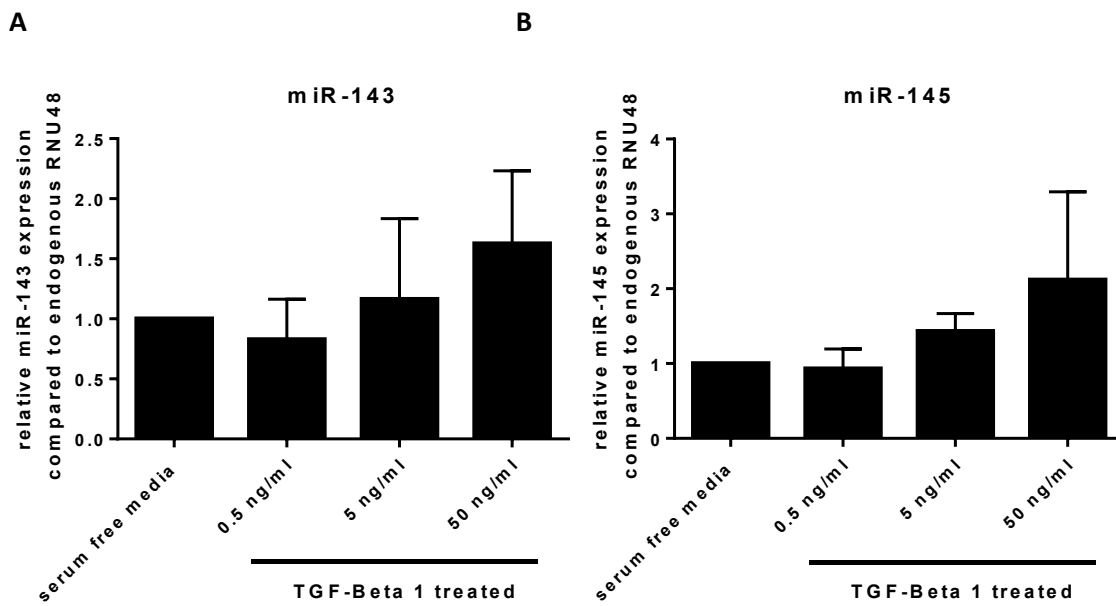 A
B
miR-143
relative miR-143 expression
compared to endogenous RNU48
2.5
2.0
1.5
1.0
0.5
0.0
serum free media
0.5 ng/ml
5 ng/ml
50 ng/ml
TGF-Beta 1 treated
miR-145
relative miR-145 expression
compared to endogenous RNU48
4
3
2
1
0
serum free media
0.5 ng/ml
5 ng/ml
50 ng/ml
TGF-Beta 1 treated